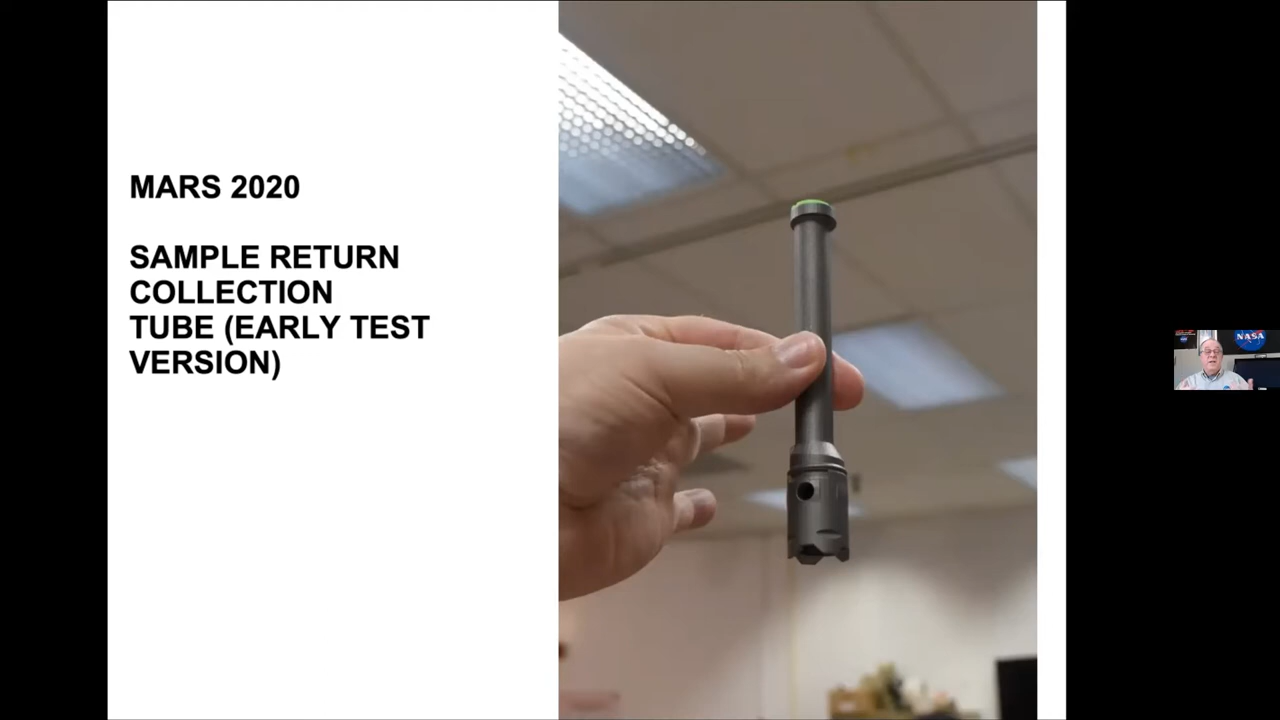 MARS 2020
SAMPLE RETURN
COLLECTION
TUBE (EARLY TEST
VERSION)
NASA